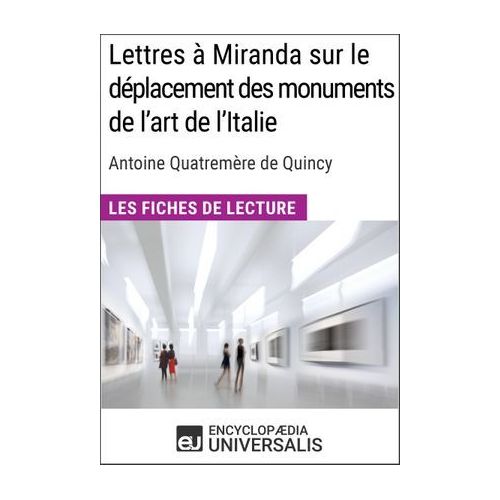 Lettres à Miranda sur le
déplacement des monuments
de l'art de l'Italie
Antoine Quatremère de Quincy
LES FICHES DE LECTURE
eu ENCYCLOPÆDIA
UNIVERSALIS